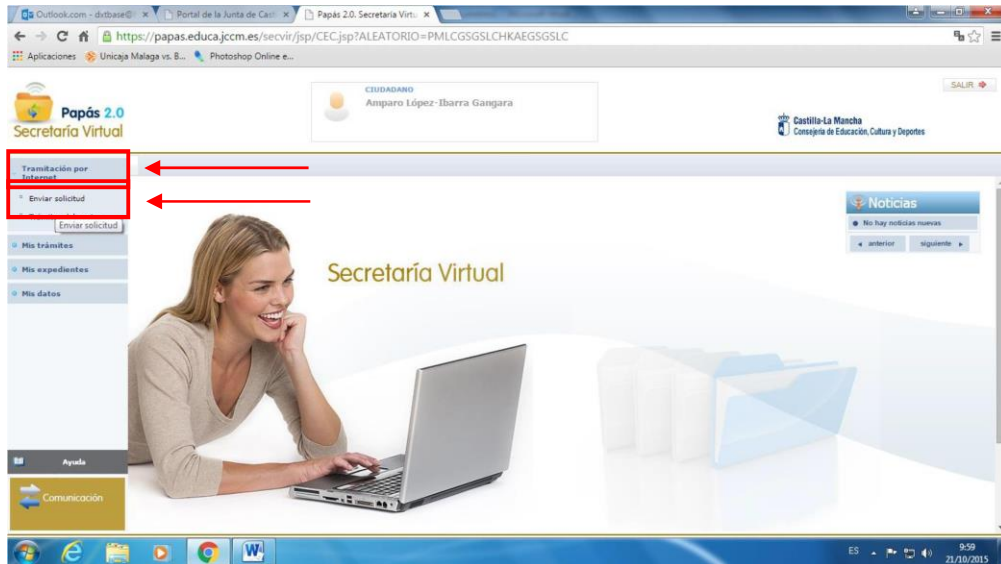 Outlook.com - dxtbase@
Portal de la Junta de Casti
Papás 2.0. Secretaria Virtu
https://papas.educa.jccm.es/secvir/jsp/CEC.jsp?ALEATORIO=PMLCGSGSLCHKAEGSGSLC
Aplicaciones Unicaja Malaga vs. B... Photoshop Online e...
Papás 2.0
Secretaría Virtual
CIUDADANO
Amparo López-Ibarra Gangara
SALIR
Castilla-La Mancha
Consejería de Educación, Cultura y Deportes
Tramitación por
Internet
Enviar solicitud
Enviar solicitud
Mis trámites
Mis expedientes
Mis datos
Secretaría Virtual
Noticias
No hay noticias nuevas
anterior siguiente
Ayuda
Comunicación
ES 9:59
21/10/2015